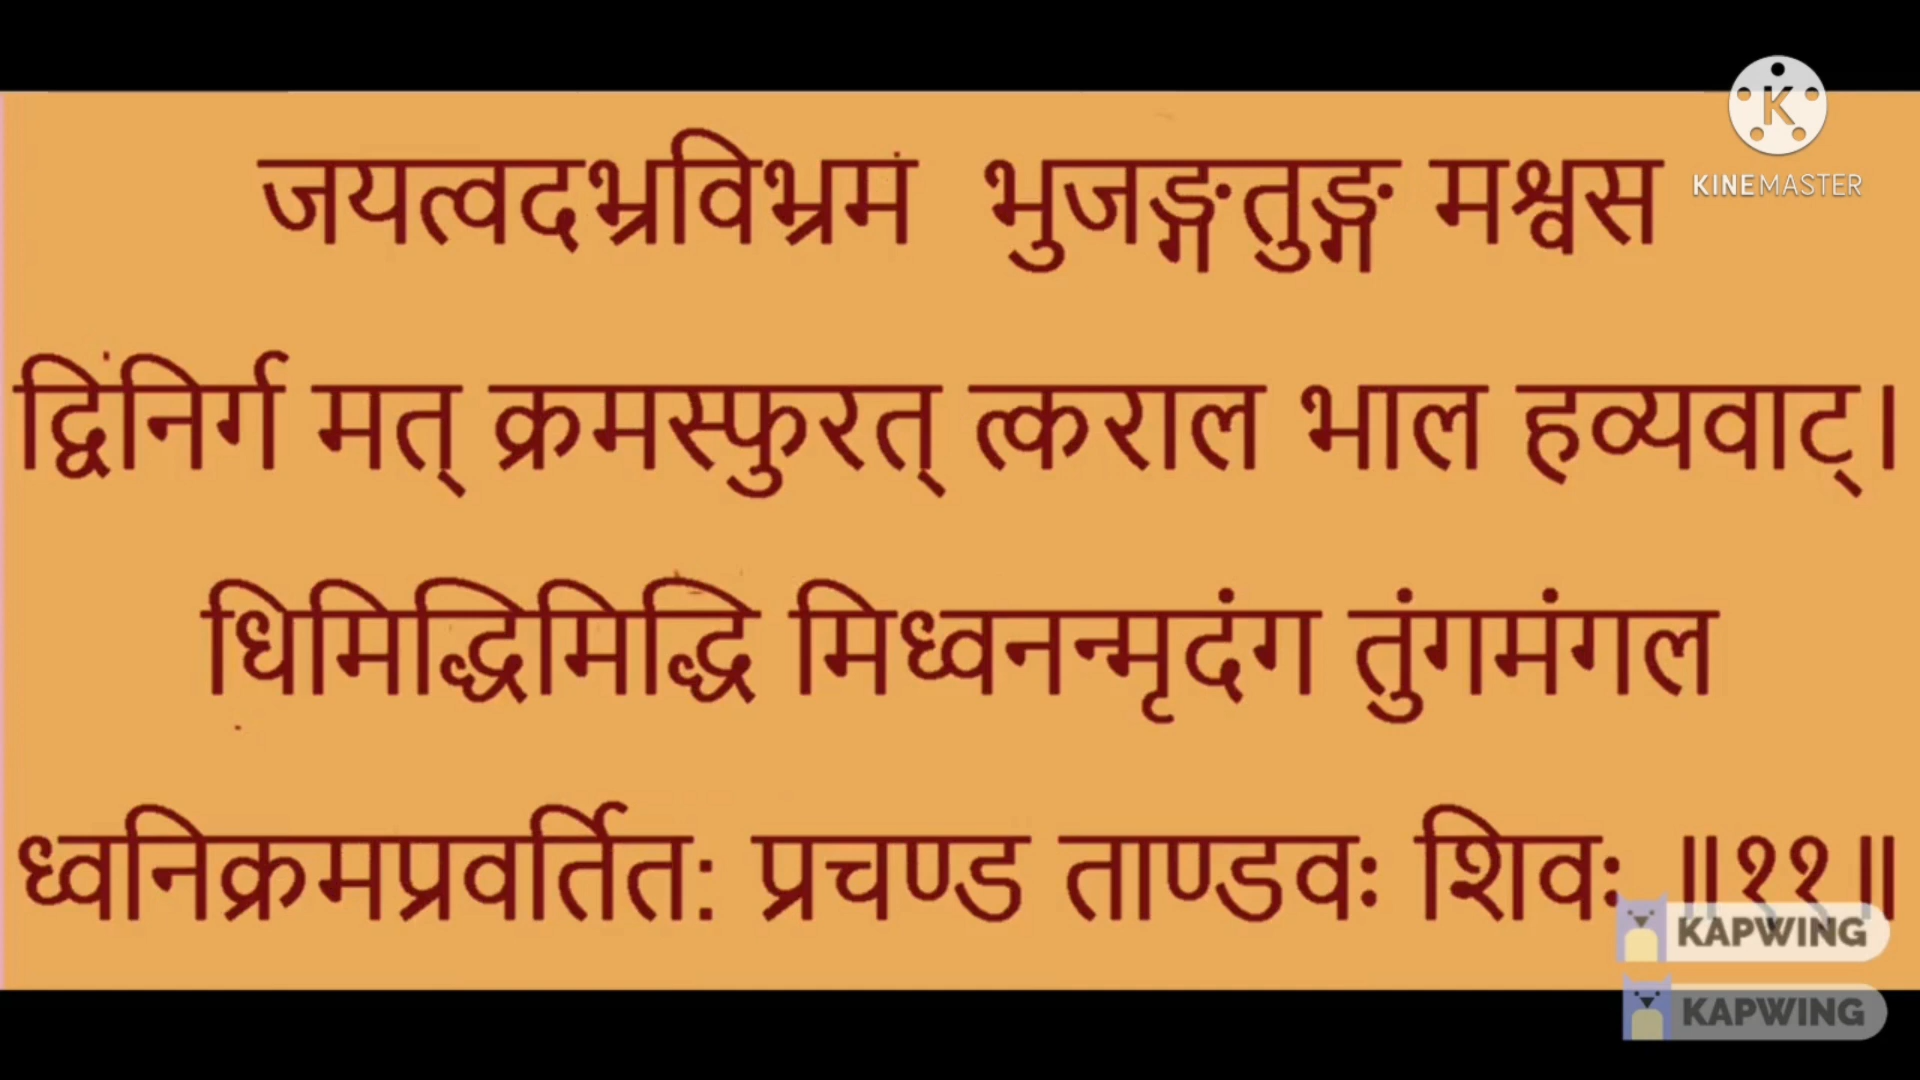 जयत्वदभ्रविभ्रमं भुजङ्गतुङ्ग मश्वस
KINEMASTER
द्विंनिर्ग मत् क्रमस्फुरत् त्कराल भाल हव्यवाट्।
धिमिद्धिमिद्धि मिध्वनन्मृदंग तुंगमंगल
ध्वनिक्रमप्रवर्तित: प्रचण्ड ताण्डवः शिवः ॥११॥
KAPWING
KAPWING